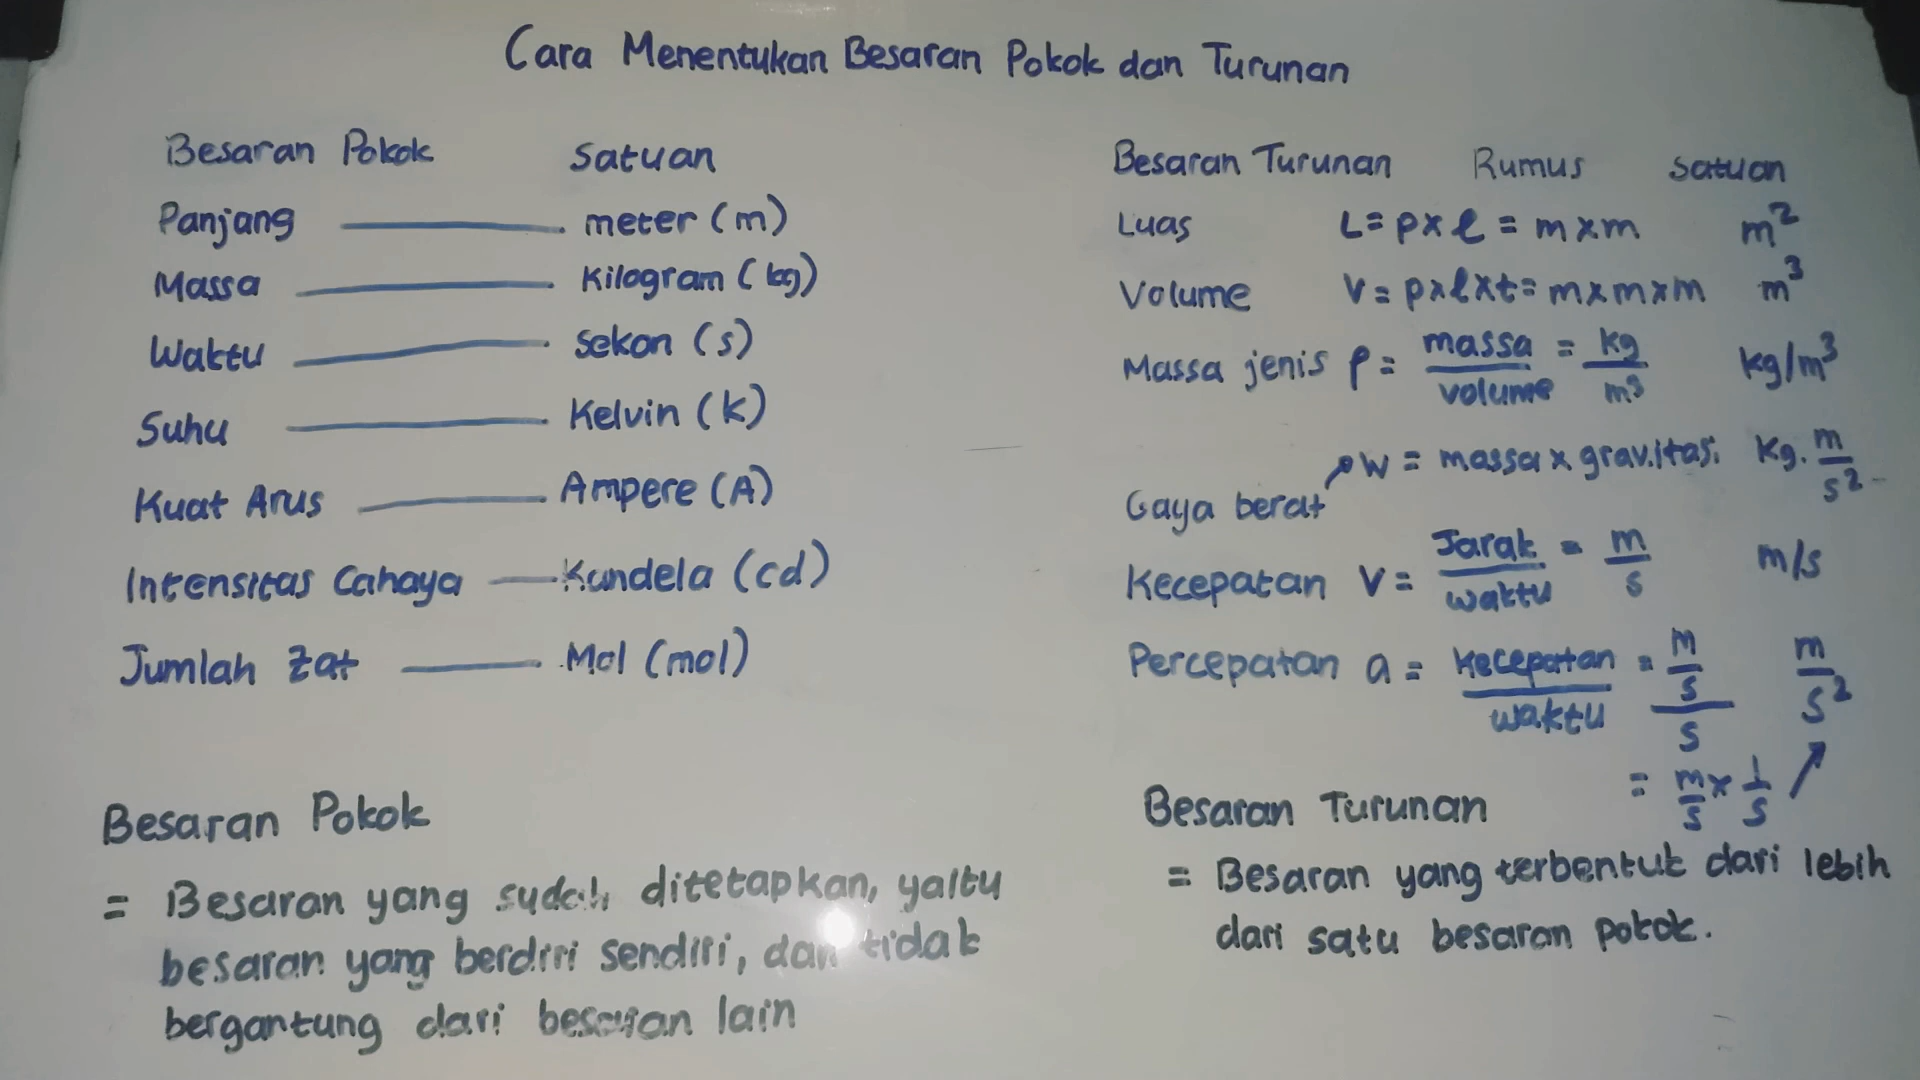 Cara Menentukan Besaran Pokok dan Turunan
Besaran Pokok Satuan
Panjang meter (m)
Massa Kilogram (kg)
Waktu sekon (s)
Suhu Kelvin (k)
Kuat Arus Ampere (A)
Intensitas Cahaya Kandela (cd)
Jumlah Zat Mol (mol)
Besaran Pokok
= Besaran yang sudah ditetapkan, yaitu
besaran yang berdiri sendiri, dan tidak
bergantung dari besaran lain
Besaran Turunan Rumus Satuan
Luas L = p x l = m x m m²
Volume V = p x l x t = m x m x m m³
Massa jenis ρ = massa/volume = kg/m³ kg/m³
Gaya berat W = massa x gravitasi Kg. m/s²
Kecepatan V = Jarak/waktu = m/s m/s
Percepatan a = Kecepatan/waktu = m/s/s m/s²
= m/s x 1/s
Besaran Turunan
= Besaran yang terbentuk dari lebih
dari satu besaran pokok.